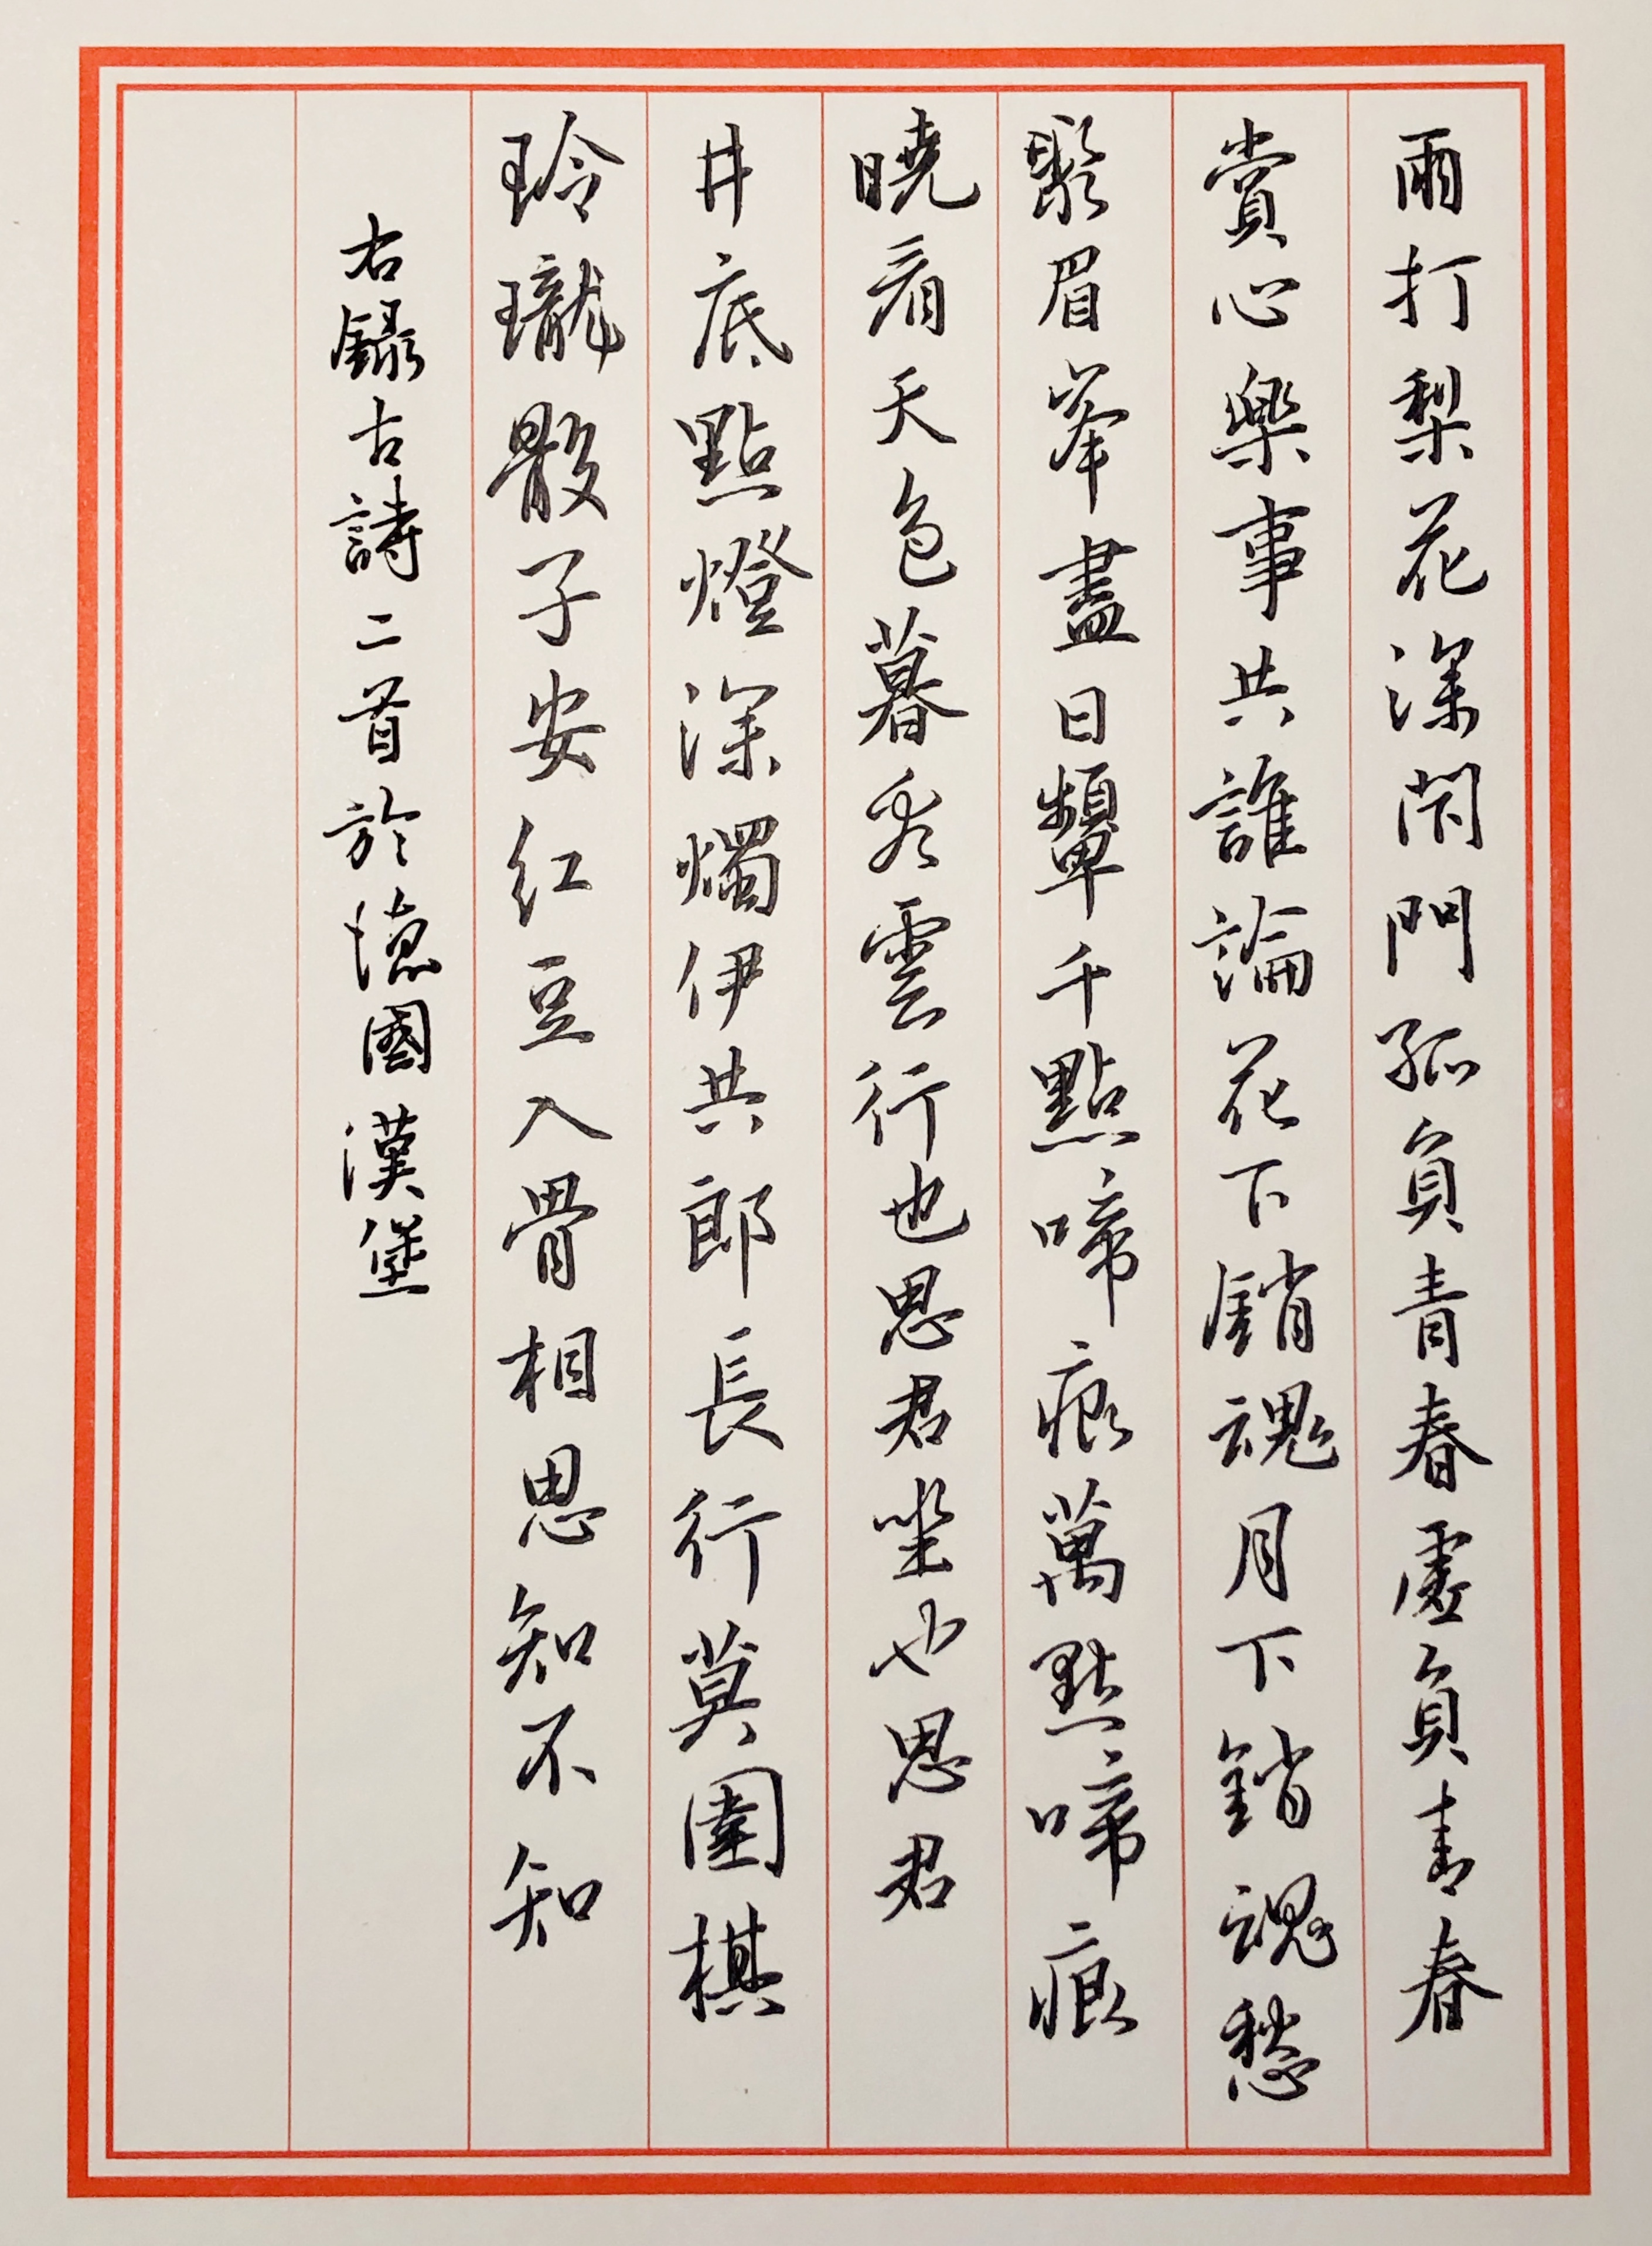 雨打梨花深閉門孤負青春虛負青春
賞心樂事共誰論花下銷魂月下銷魂愁
聚眉峯盡日顰千點啼痕萬點啼痕
曉看天色暮看雲行也思君坐也思君
井底點燈深燭伊共郎長行莫圍棋
玲瓏骰子安紅豆入骨相思知不知
右錄古詩二首於德國漢堡